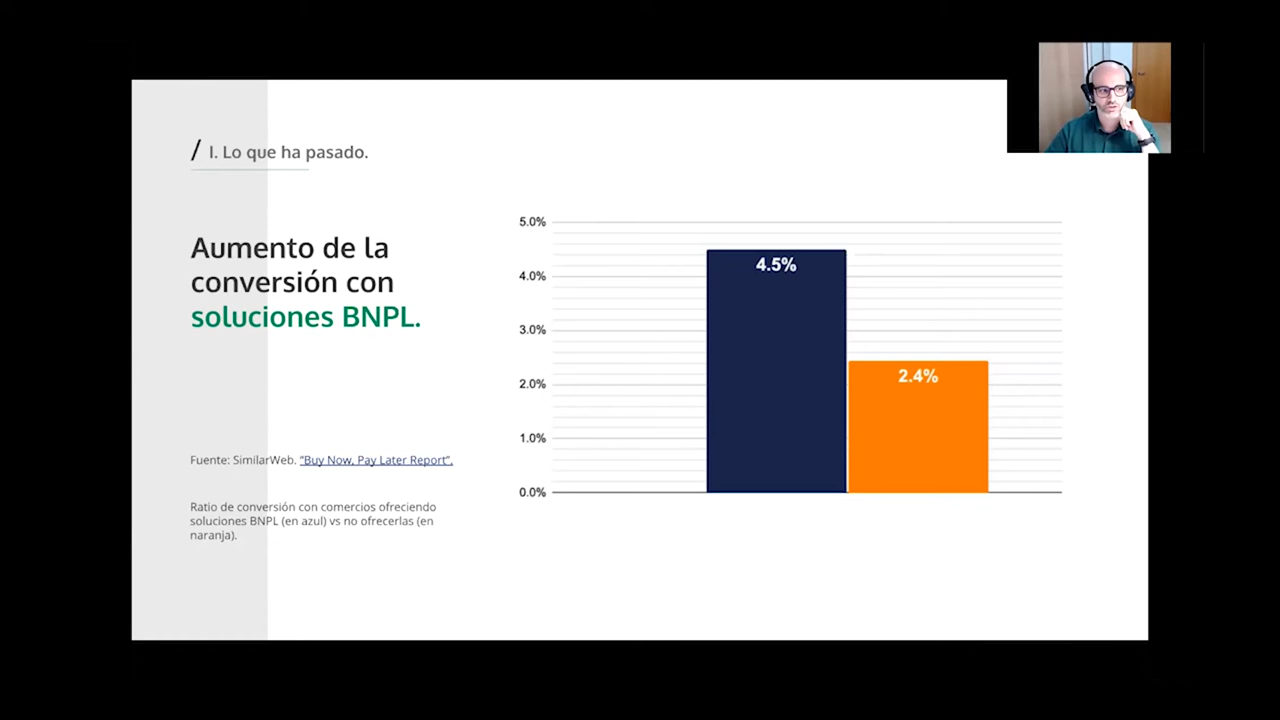 / I. Lo que ha pasado.
Aumento de la
conversión con
soluciones BNPL.
Fuente: SimilarWeb. "Buy Now, Pay Later Report".
Ratio de conversión con comercios ofreciendo
soluciones BNPL (en azul) vs no ofrecerlas (en
naranja).
5.0%
4.0%
3.0%
2.0%
1.0%
0.0%
4.5%
2.4%